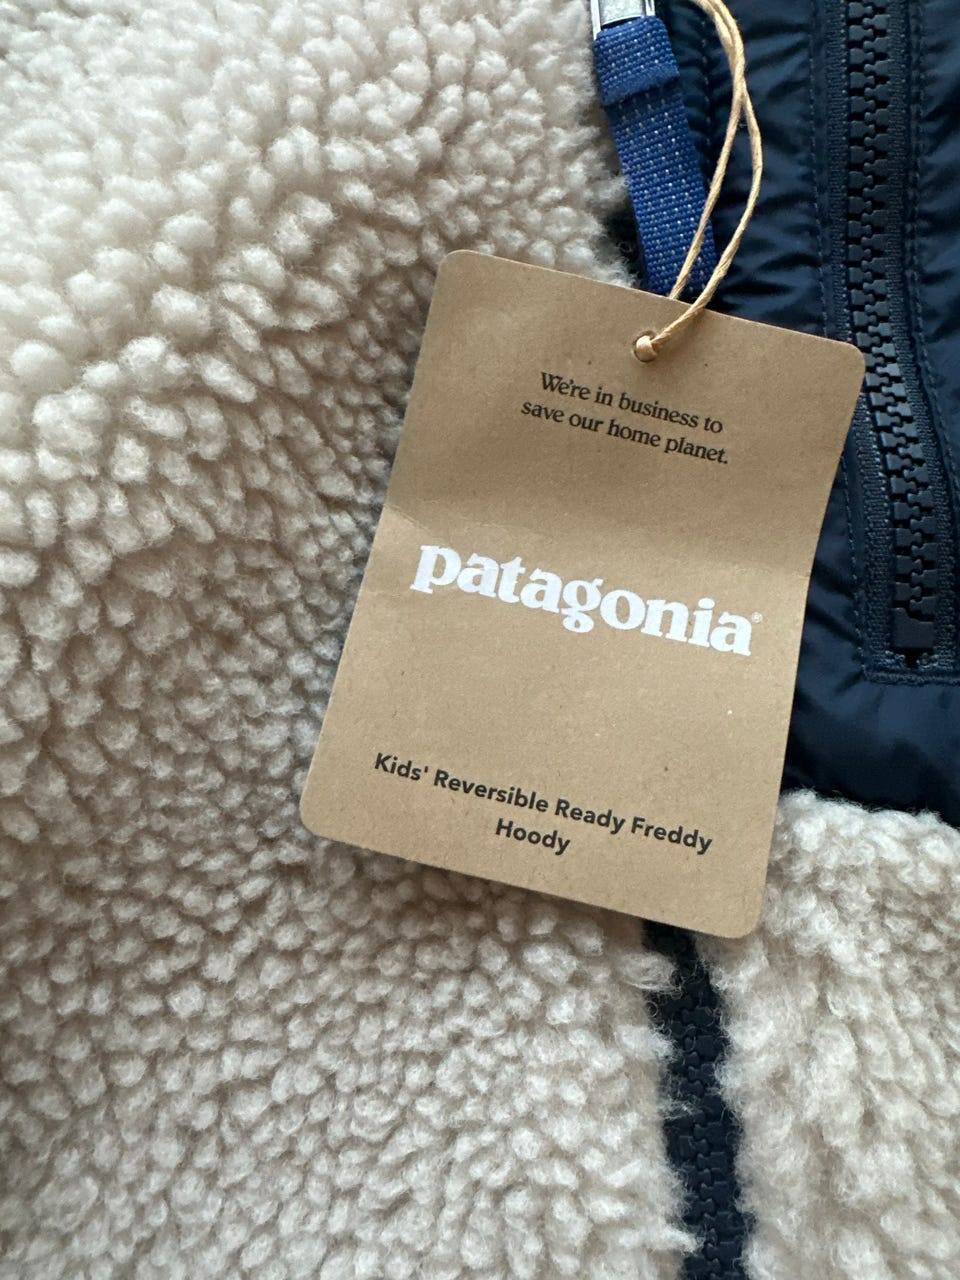 We're in business to
save our home planet.
patagonia®
Kids' Reversible Ready Freddy
Hoody